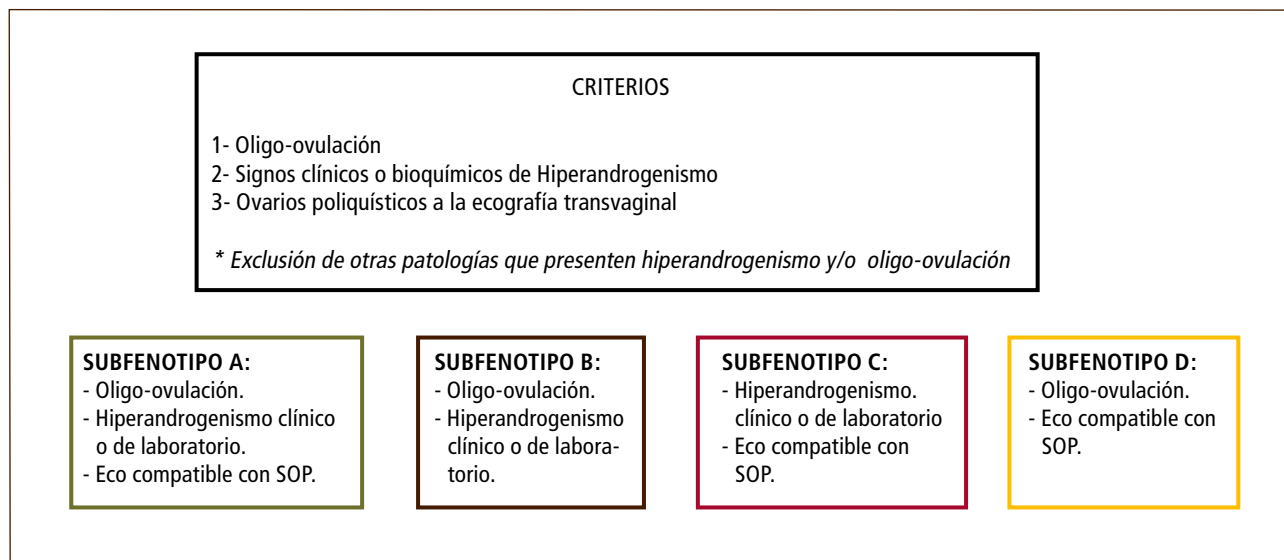 CRITERIOS
1- Oligo-ovulación
2- Signos clínicos o bioquímicos de Hiperandrogenismo
3- Ovarios poliquísticos a la ecografía transvaginal
* Exclusión de otras patologías que presenten hiperandrogenismo y/o oligo-ovulación
SUBFENOTIPO A:
- Oligo-ovulación.
- Hiperandrogenismo clínico
o de laboratorio.
- Eco compatible con SOP.
SUBFENOTIPO B:
- Oligo-ovulación.
- Hiperandrogenismo
clínico o de labora-
torio.
SUBFENOTIPO C:
- Hiperandrogenismo.
clínico o de laboratorio
- Eco compatible con
SOP.
SUBFENOTIPO D:
- Oligo-ovulación.
- Eco compatible con
SOP.